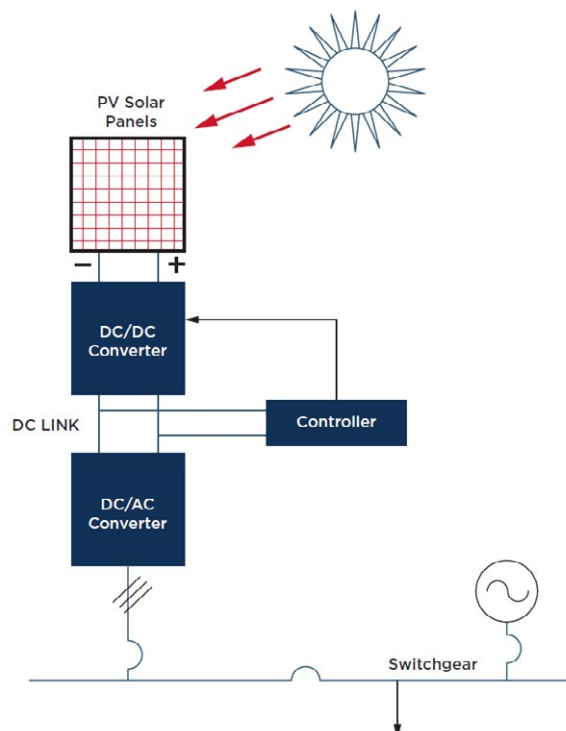 PV Solar
Panels
− +
DC/DC
Converter
DC LINK
Controller
DC/AC
Converter
Switchgear